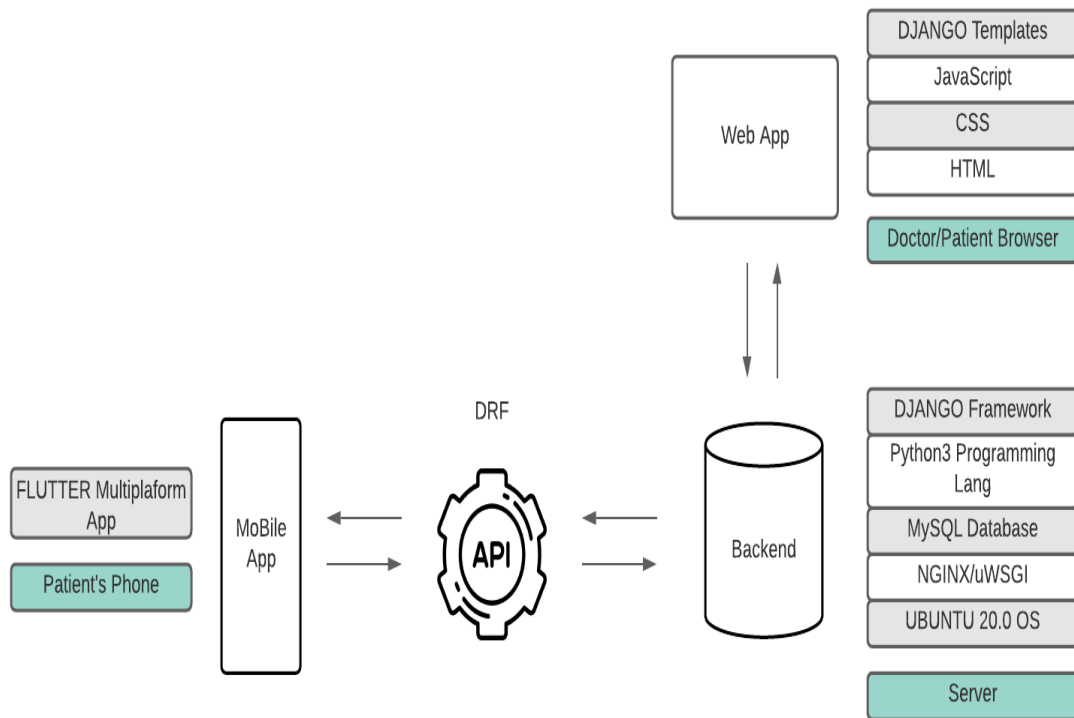 DJANGO Templates
JavaScript
CSS
HTML
Doctor/Patient Browser
Web App
DRF
DJANGO Framework
Python3 Programming
Lang
MySQL Database
NGINX/uWSGI
UBUNTU 20.0 OS
Server
FLUTTER Multiplaform
App
Patient's Phone
MoBile
App
API
Backend